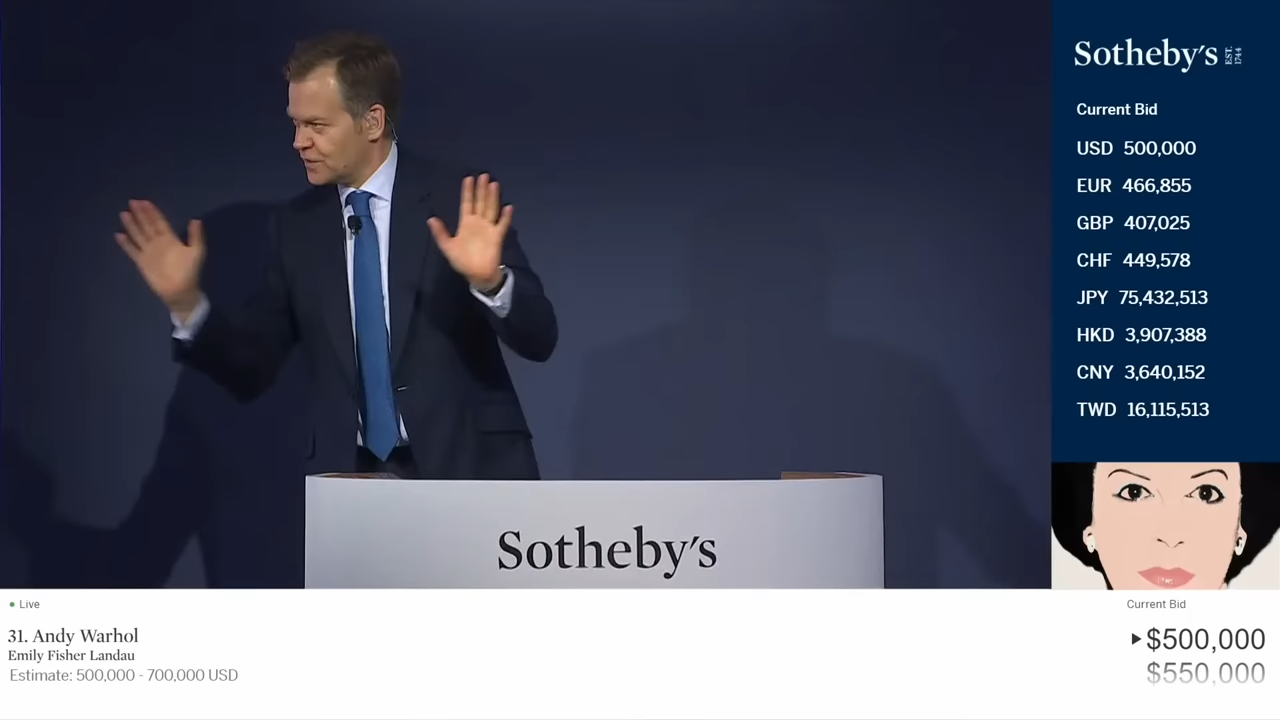 Sotheby's EST. 1744
Current Bid
USD 500,000
EUR 466,855
GBP 407,025
CHF 449,578
JPY 75,432,513
HKD 3,907,388
CNY 3,640,152
TWD 16,115,513
Sotheby's
Live
31. Andy Warhol
Emily Fisher Landau
Estimate: 500,000 - 700,000 USD
Current Bid
$500,000
$550,000